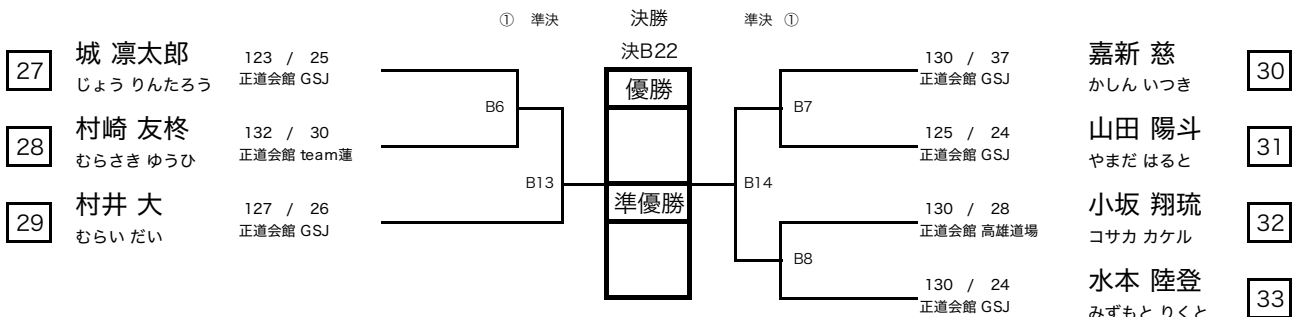 ① 準決 決勝 準決 ①
決B22
27 城 凛太郎 123 / 25
じょう りんたろう 正道会館 GSJ
28 村崎 友柊 132 / 30
むらさき ゆうひ 正道会館 team蓮
29 村井 大 127 / 26
むらい だい 正道会館 GSJ
B6
B13
優勝
準優勝
B7
B14
B8
130 / 37 嘉新 慈 30
正道会館 GSJ かしん いつき
125 / 24 山田 陽斗 31
正道会館 GSJ やまだ はると
130 / 28 小坂 翔琉 32
正道会館 高雄道場 コサカ カケル
130 / 24 水本 陸登 33
正道会館 GSJ みずもと りくと